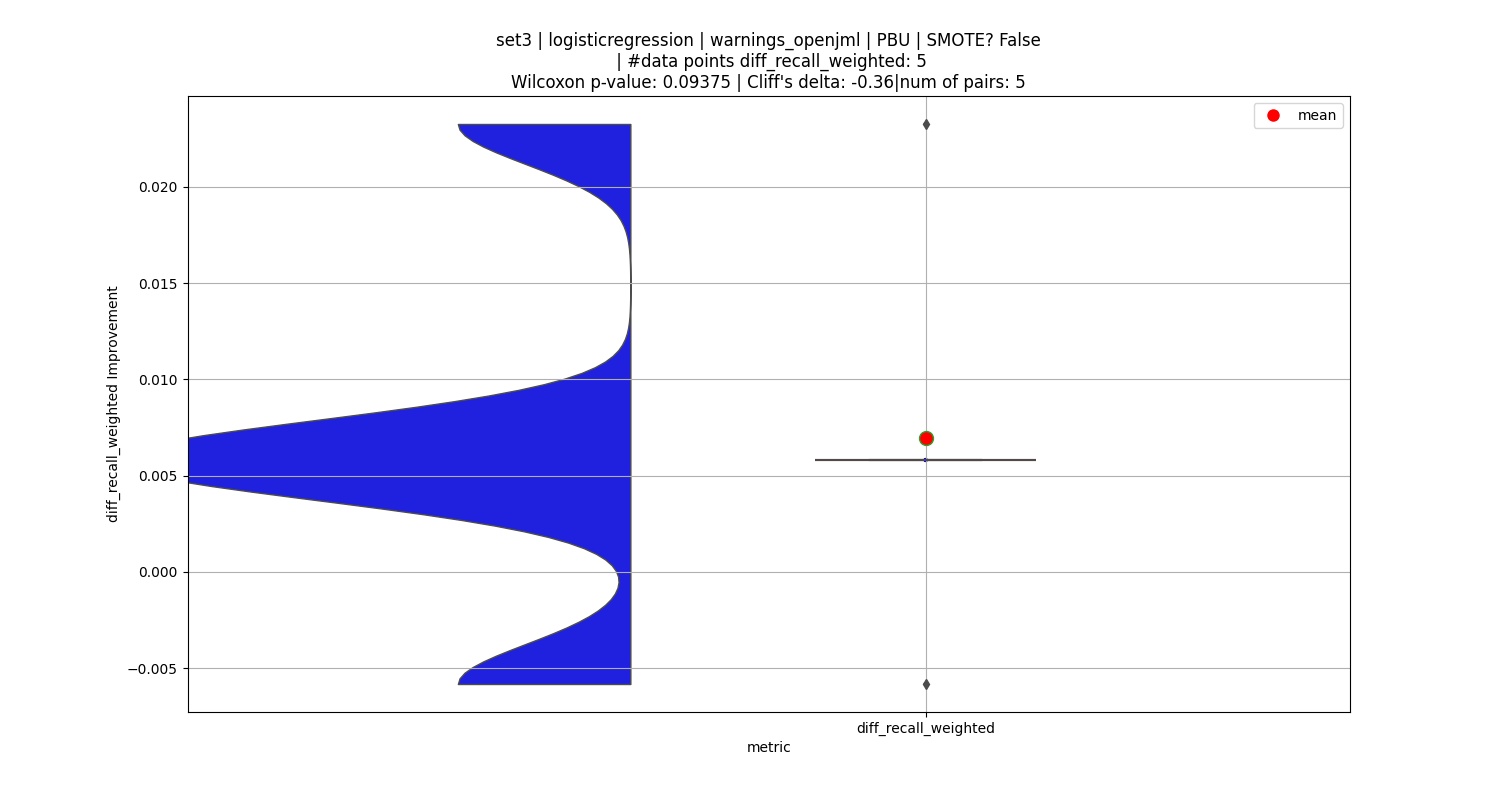 set3 | logisticregression | warnings_openjml | PBU | SMOTE? False
| #data points diff_recall_weighted: 5
Wilcoxon p-value: 0.09375 | Cliff's delta: -0.36|num of pairs: 5
mean
0.020
0.015
0.010
0.005
0.000
−0.005
diff_recall_weighted Improvement
diff_recall_weighted
metric